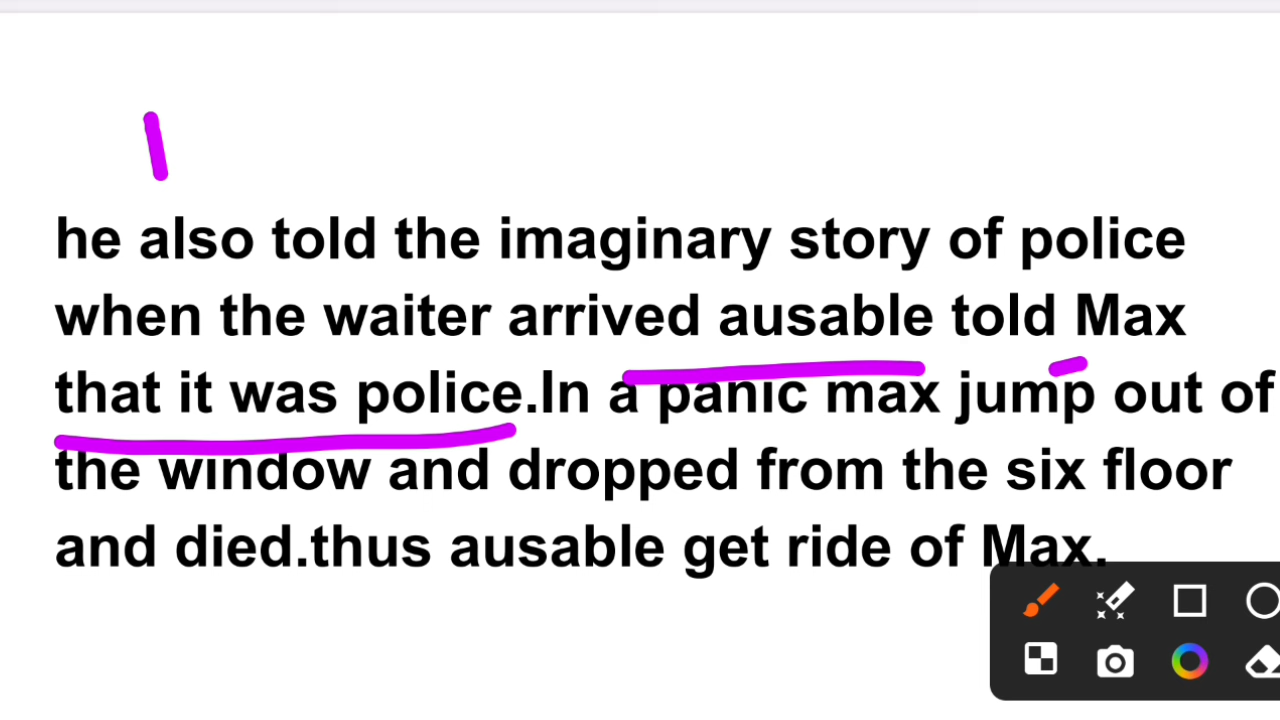 he also told the imaginary story of police
when the waiter arrived ausable told Max
that it was police.In a panic max jump out of
the window and dropped from the six floor
and died.thus ausable get ride of Max.